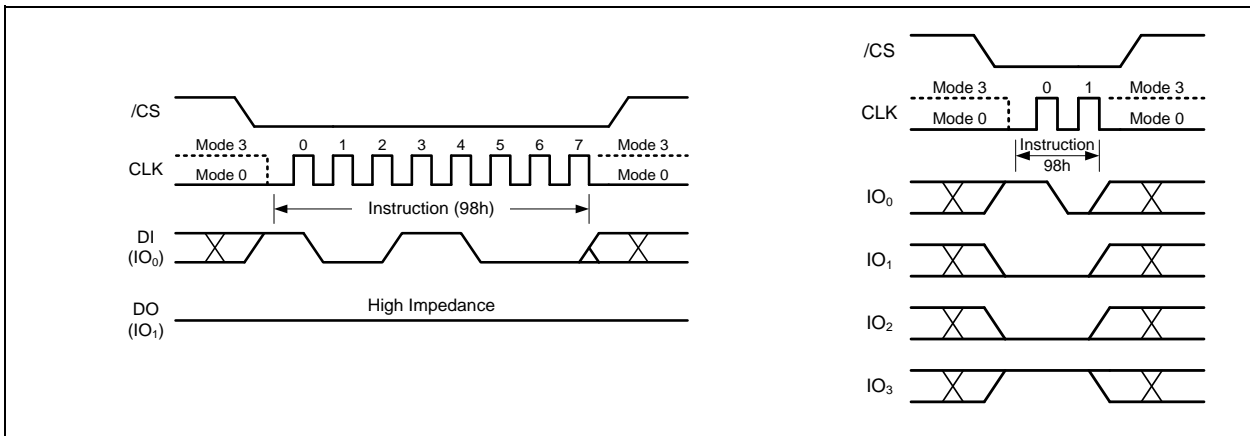 /CS
Mode 3 0 1 2 3 4 5 6 7 Mode 3
CLK
Mode 0 Mode 0
Instruction (98h)
DI
(IO₀)
High Impedance
DO
(IO₁)
/CS
Mode 3 0 1 Mode 3
CLK
Mode 0 Mode 0
Instruction
98h
IO₀
IO₁
IO₂
IO₃